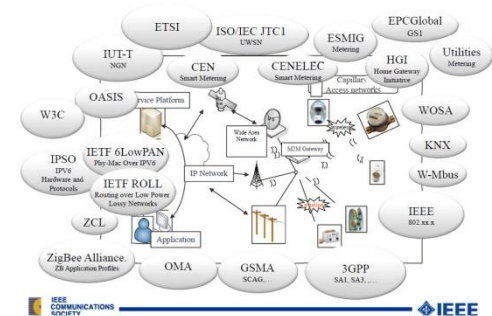 ETSI
ISO/IEC JTC1
UWSN
ESMIG
Metering
EPCGlobal
GS1
IUT-T
NGN
CEN
Smart Metering
CENELEC
Smart Metering
HGI
Home Gateway
Initiative
Utilities
Metering
Capillary
Access networks
OASIS
Service Platform
W3C
WOSA
Wide Area
Network
M2M Gateway
IETF 6LowPAN
Phy-Mac Over IPV6
IPSO
IPV6
Hardware and
Protocols
KNX
IP Network
W-Mbus
IETF ROLL
Routing over Low Power
Lossy Networks
IEEE
802.xx.x
ZCL
Application
ZigBee Alliance.
ZB Application Profiles
OMA
GSMA
SCAG,…
3GPP
SA1, SA3, …
IEEE
COMMUNICATIONS
SOCIETY
IEEE